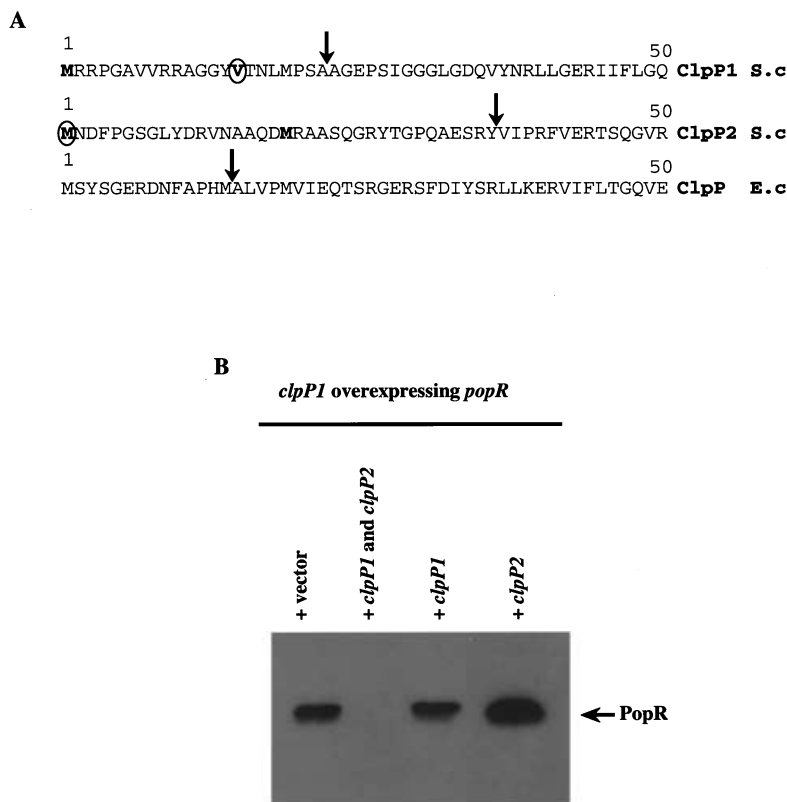 A
1
50
MRRPGAVVRRAGGYVTNLMPSAAGEPSIGGGLGDQVYNRLLGERIIFLGQ ClpP1 S.c
1
50
MNDFPGSGLYDRVNAAQDMRAASQGRYTGPQAESRYVIPRFVERTSQGVR ClpP2 S.c
1
50
MSYSGERDNFAPHMALVPMVIEQTSRGERSFDIYSRLLKERVIFLTGQVE ClpP E.c
B
clpP1 overexpressing popR
+ vector
+ clpP1 and clpP2
+ clpP1
+ clpP2
PopR